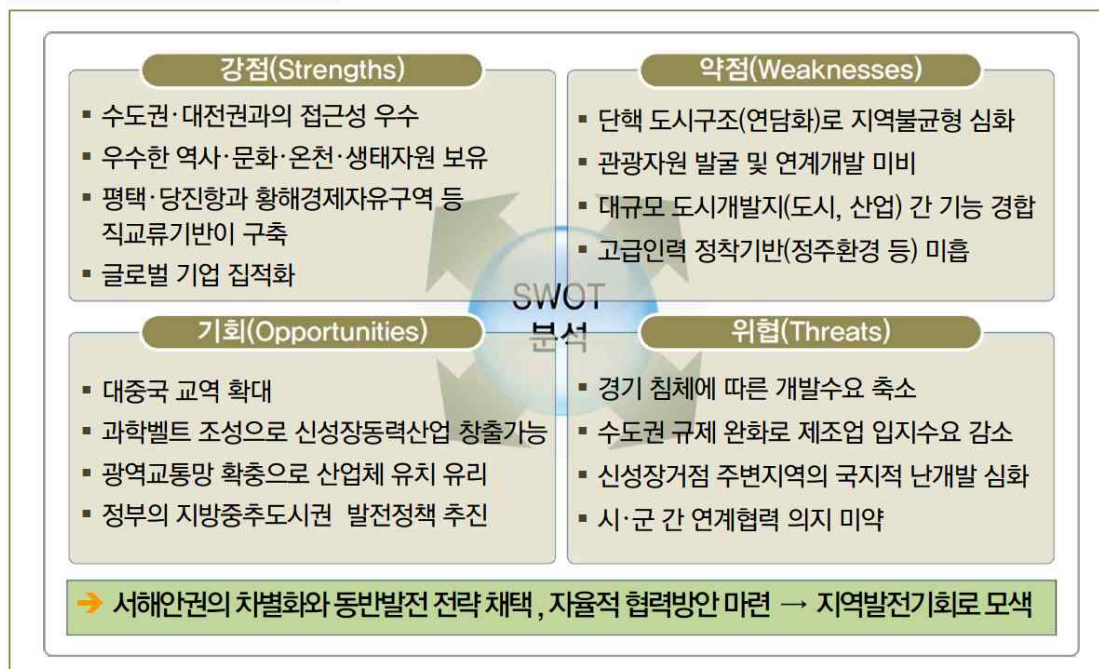 강점(Strengths)
▪ 수도권·대전권과의 접근성 우수
▪ 우수한 역사·문화·온천·생태자원 보유
▪ 평택·당진항과 황해경제자유구역 등
직교류기반이 구축
▪ 글로벌 기업 집적화
약점(Weaknesses)
▪ 단핵 도시구조(연담화)로 지역불균형 심화
▪ 관광자원 발굴 및 연계개발 미비
▪ 대규모 도시개발지(도시, 산업) 간 기능 경합
▪ 고급인력 정착기반(정주환경 등) 미흡
SWOT
분석
기회(Opportunities)
▪ 대중국 교역 확대
▪ 과학벨트 조성으로 신성장동력산업 창출가능
▪ 광역교통망 확충으로 산업체 유치 유리
▪ 정부의 지방중추도시권 발전정책 추진
위협(Threats)
▪ 경기 침체에 따른 개발수요 축소
▪ 수도권 규제 완화로 제조업 입지수요 감소
▪ 신성장거점 주변지역의 국지적 난개발 심화
▪ 시·군 간 연계협력 의지 미약
➔ 서해안권의 차별화와 동반발전 전략 채택 , 자율적 협력방안 마련 → 지역발전기회로 모색